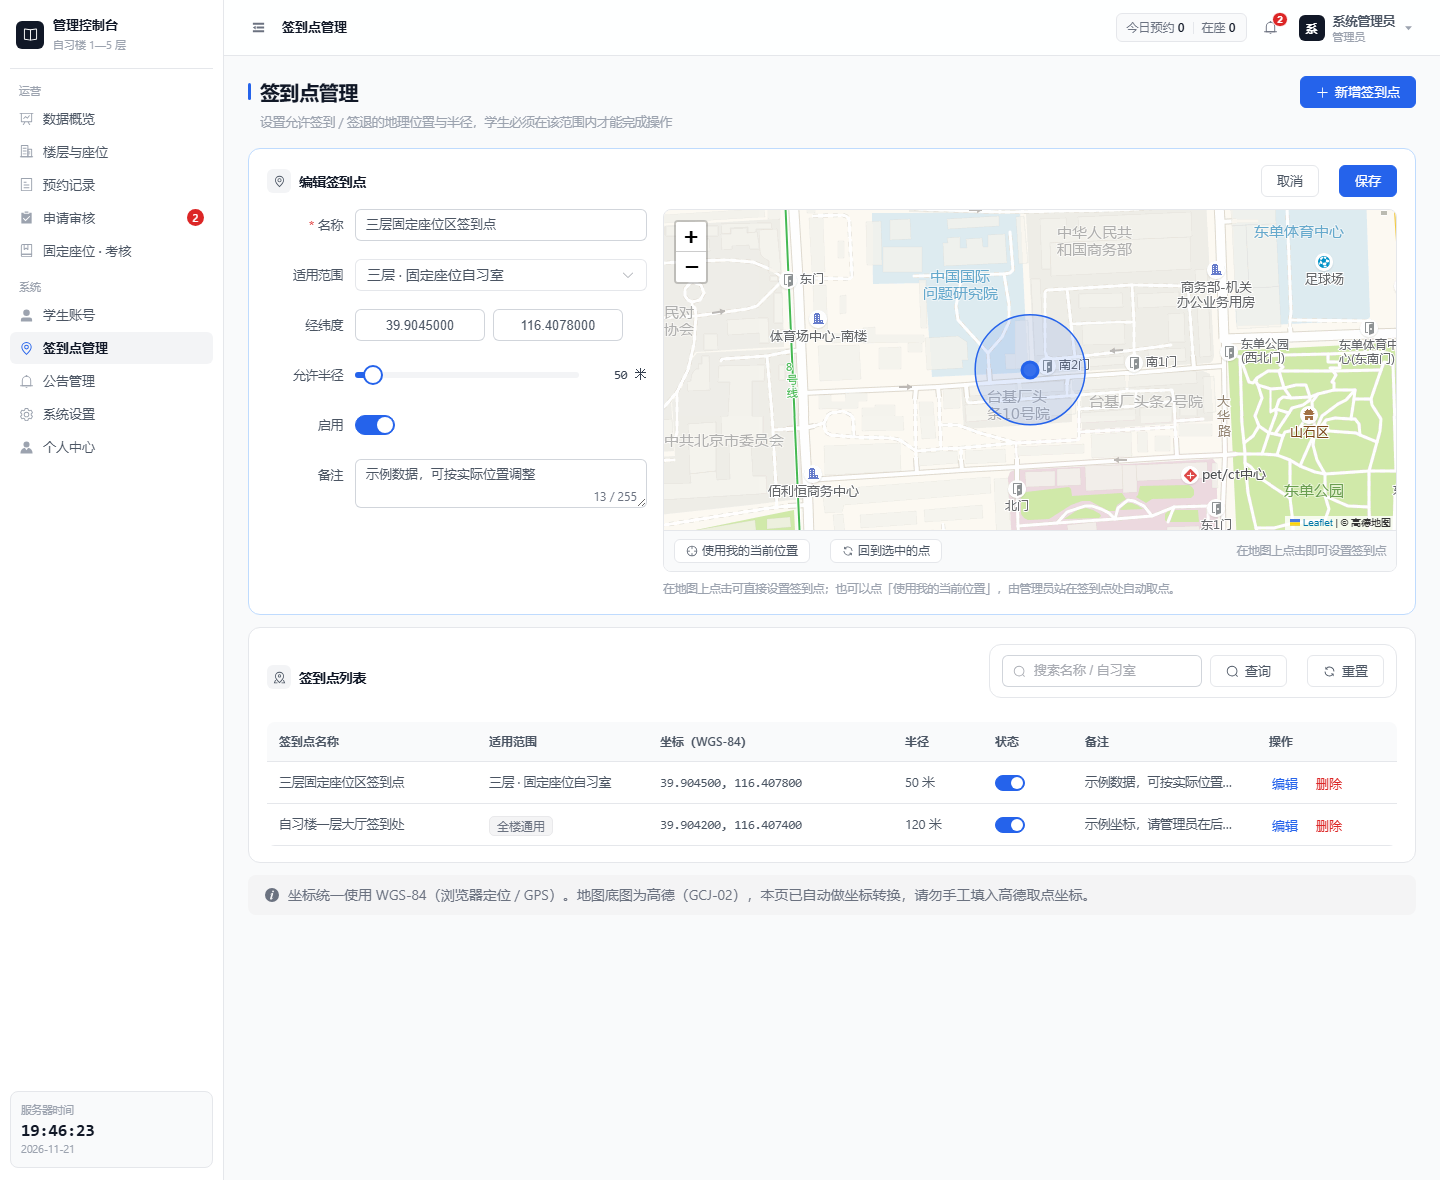 管理控制台
自习楼 1—5 层
运营
数据概览
楼层与座位
预约记录
申请审核
2
固定座位 · 考核
系统
学生账号
签到点管理
公告管理
系统设置
个人中心
服务器时间
19:46:23
2026-11-21
签到点管理
今日预约 0
在座 0
2
系
系统管理员
管理员
签到点管理
设置允许签到 / 签退的地理位置与半径，学生必须在该范围内才能完成操作
新增签到点
编辑签到点
取消
保存
* 名称
三层固定座位区签到点
适用范围
三层 · 固定座位自习室
经纬度
39.9045000
116.4078000
允许半径
50 米
启用
备注
示例数据，可按实际位置调整
13 / 255
+
−
中华人民共
和国商务部
东单体育中心
足球场
东门
中国国际
问题研究院
商务部-机关
办公业务用房
民对
协会
体育场中心-南楼
8号线
南2门
南1门
东单公园
(西北门)
东单体育中
心(东南门)
台基厂头
条10号院
台基厂头条2号院
大华路
山石区
中共北京市委员会
pet/ct中心
佰利恒商务中心
北门
东单公园
东1门
Leaflet | © 高德地图
使用我的当前位置
回到选中的点
在地图上点击即可设置签到点
在地图上点击可直接设置签到点；也可以点「使用我的当前位置」，由管理员站在签到点处自动取点。
签到点列表
搜索名称 / 自习室
查询
重置
签到点名称
适用范围
坐标（WGS-84）
半径
状态
备注
操作
三层固定座位区签到点
三层 · 固定座位自习室
39.904500, 116.407800
50 米
示例数据，可按实际位置...
编辑
删除
自习楼一层大厅签到处
全楼通用
39.904200, 116.407400
120 米
示例坐标，请管理员在后...
编辑
删除
坐标统一使用 WGS-84（浏览器定位 / GPS）。地图底图为高德（GCJ-02），本页已自动做坐标转换，请勿手工填入高德取点坐标。